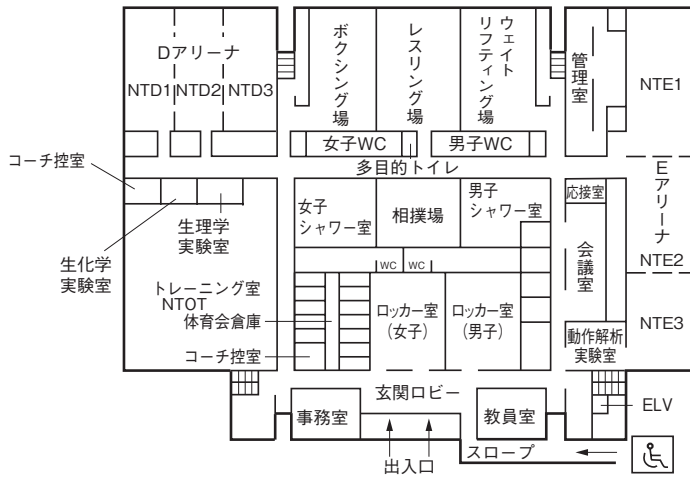 Dアリーナ
NTD1
NTD2
NTD3
ボクシング場
レスリング場
ウェイト
リフティング場
管理室
NTE1
女子WC
男子WC
多目的トイレ
コーチ控室
生理学
実験室
生化学
実験室
女子
シャワー室
相撲場
男子
シャワー室
応接室
Eアリーナ
NTE2
会議室
WC
WC
トレーニング室
NTOT
体育会倉庫
コーチ控室
ロッカー室
(女子)
ロッカー室
(男子)
動作解析
実験室
NTE3
玄関ロビー
事務室
教員室
ELV
出入口
スロープ